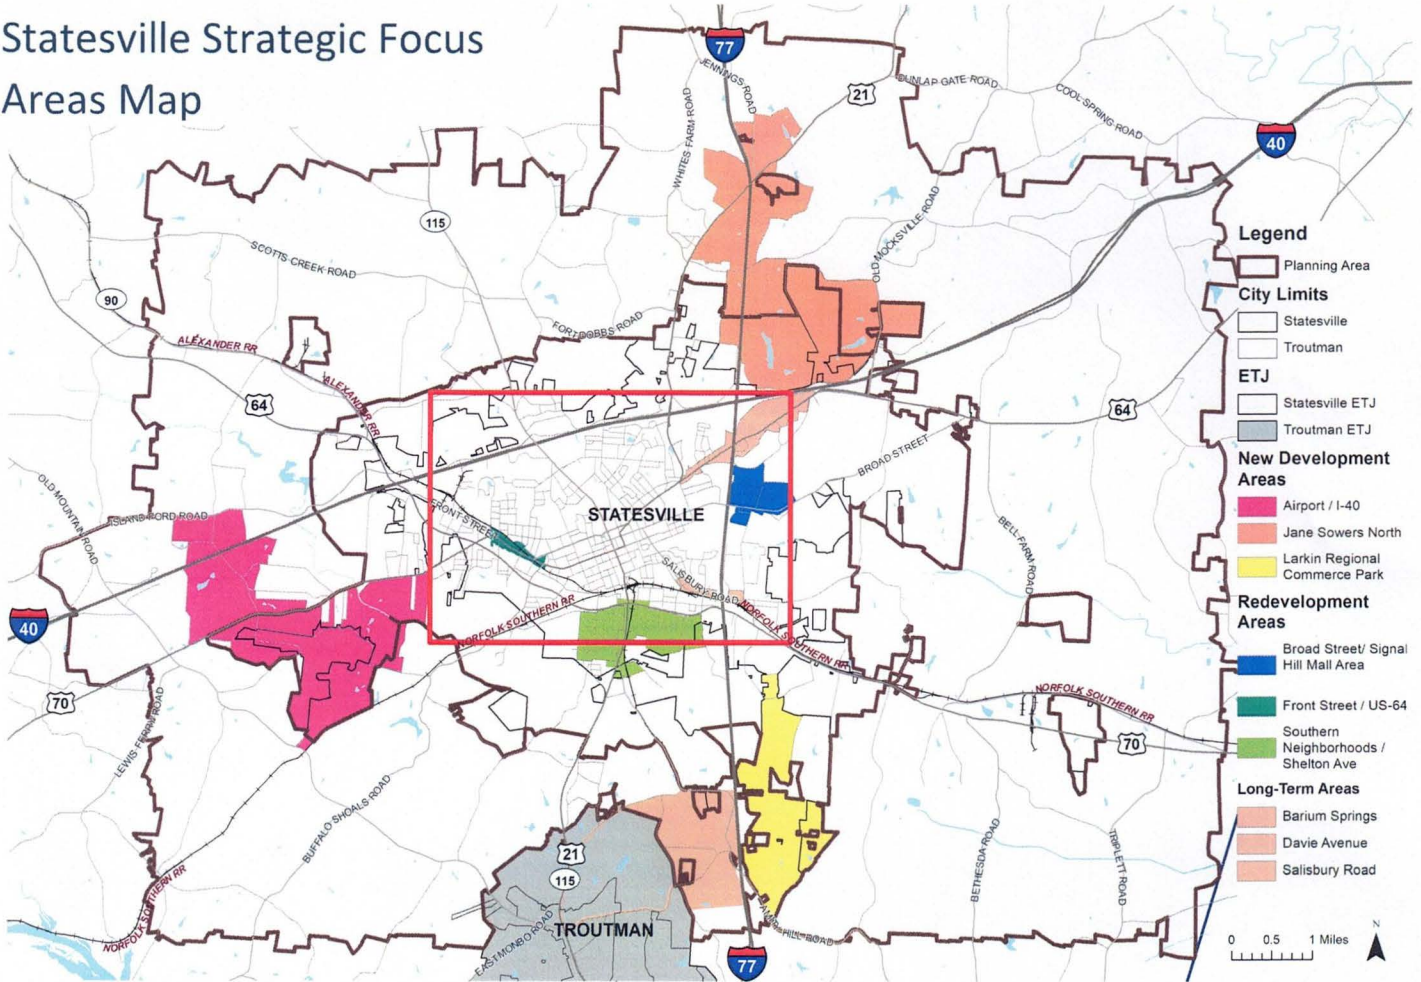 Statesville Strategic Focus
Areas Map
77
JENNINGS ROAD
21
DUNLAP GATE ROAD
COOL SPRING ROAD
40
WHITES FARM ROAD
115
SCOTTS CREEK ROAD
OLD MOCKSVILLE ROAD
90
FORT DOBBS ROAD
ALEXANDER RR
ALEXANDER RR
64
64
BROAD STREET
OLD MOUNTAIN ROAD
ISLAND FORD ROAD
FRONT STREET
STATESVILLE
BELL FARM ROAD
SALISBURY ROAD
NORFOLK SOUTHERN RR
NORFOLK SOUTHERN RR
40
70
NORFOLK SOUTHERN RR
70
LEWIS FERRY ROAD
BUFFALO SHOALS ROAD
21
115
BETHESDA ROAD
TRIPLETT ROAD
NORFOLK SOUTHERN RR
EASTMONBO ROAD
TROUTMAN
HILL ROAD
77
Legend
Planning Area
City Limits
Statesville
Troutman
ETJ
Statesville ETJ
Troutman ETJ
New Development
Areas
Airport / I-40
Jane Sowers North
Larkin Regional
Commerce Park
Redevelopment
Areas
Broad Street/ Signal
Hill Mall Area
Front Street / US-64
Southern
Neighborhoods /
Shelton Ave
Long-Term Areas
Barium Springs
Davie Avenue
Salisbury Road
N
0 0.5 1 Miles